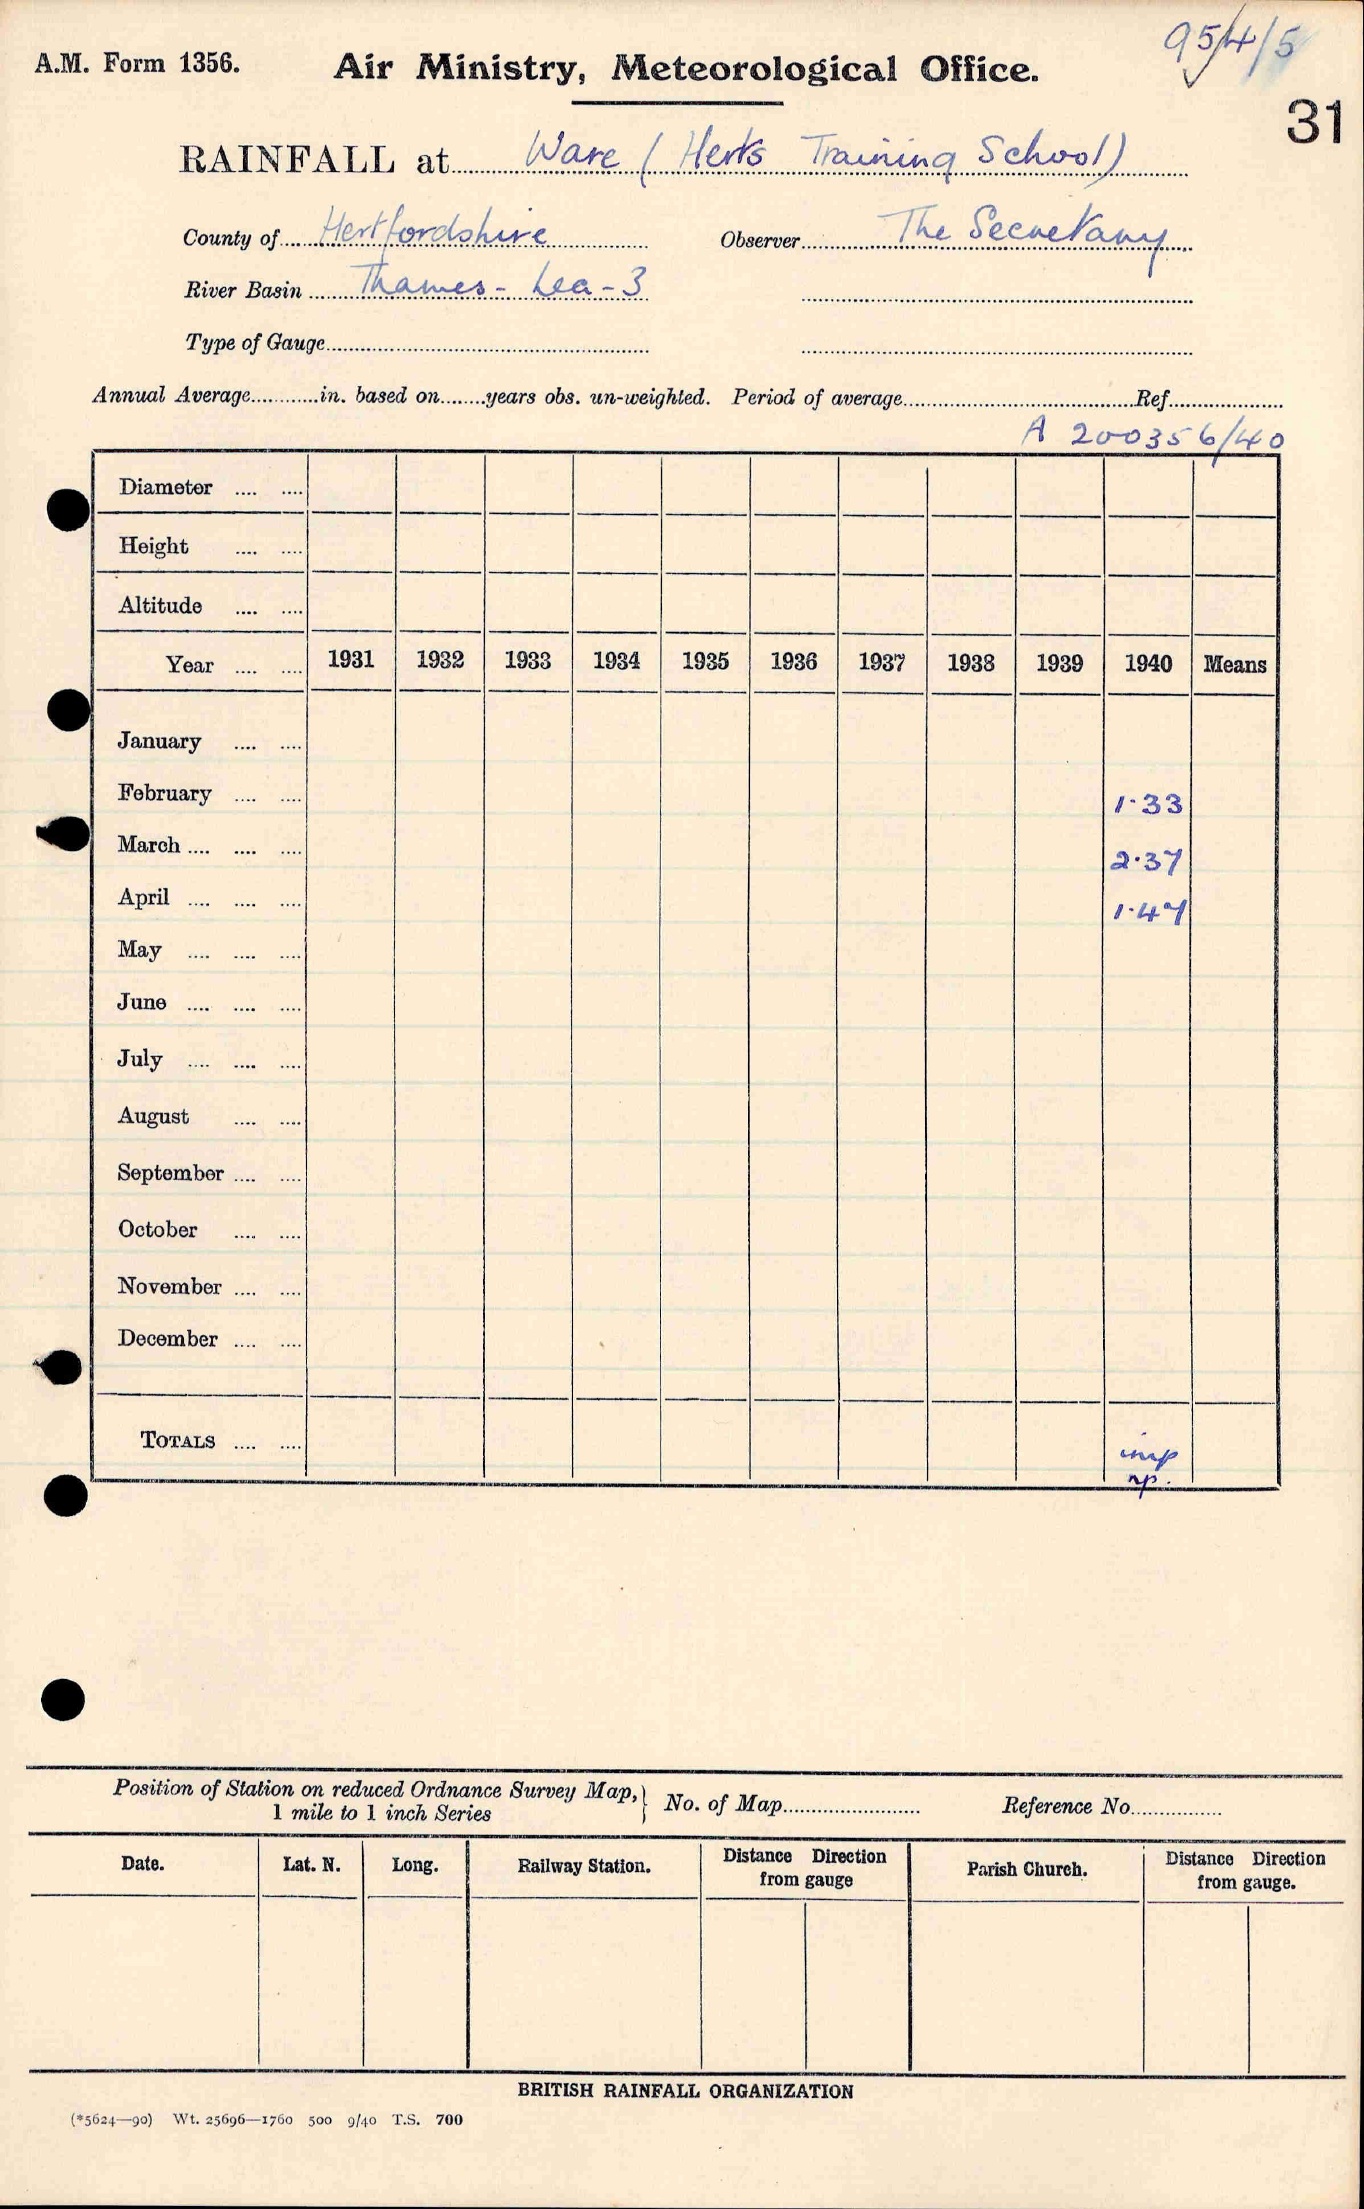 954/5
A.M. Form 1356. Air Ministry, Meteorological Office.
31
RAINFALL at Ware (Herts Training School)
County of Hertfordshire Observer The Secretary
River Basin Thames - Lea - 3
Type of Gauge
Annual Average in. based on years obs. un-weighted. Period of average Ref.
A 200356/40
Diameter
Height
Altitude
Year 1931 1932 1933 1934 1935 1936 1937 1938 1939 1940 Means
January
February 1.33
March 2.37
April 1.47
May
June
July
August
September
October
November
December
TOTALS imp
np.
Position of Station on reduced Ordnance Survey Map,
1 mile to 1 inch Series
No. of Map Reference No.
Date. Lat. N. Long. Railway Station. Distance Direction from gauge Parish Church. Distance Direction from gauge.
BRITISH RAINFALL ORGANIZATION
(*5624—90) Wt. 25696—1760 500 9/40 T.S. 700